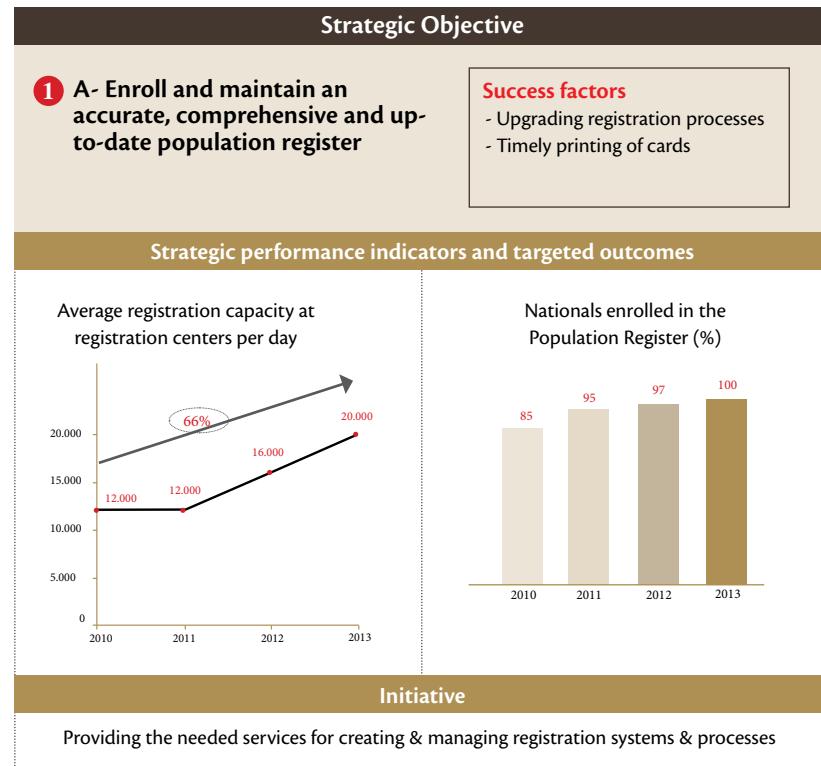 Strategic Objective
1 A- Enroll and maintain an
accurate, comprehensive and up-
to-date population register
Success factors
- Upgrading registration processes
- Timely printing of cards
Strategic performance indicators and targeted outcomes
Average registration capacity at
registration centers per day
66%
20.000
15.000
10.000
5.000
0
12.000
12.000
16.000
20.000
2010
2011
2012
2013
Nationals enrolled in the
Population Register (%)
85
95
97
100
2010
2011
2012
2013
Initiative
Providing the needed services for creating & managing registration systems & processes